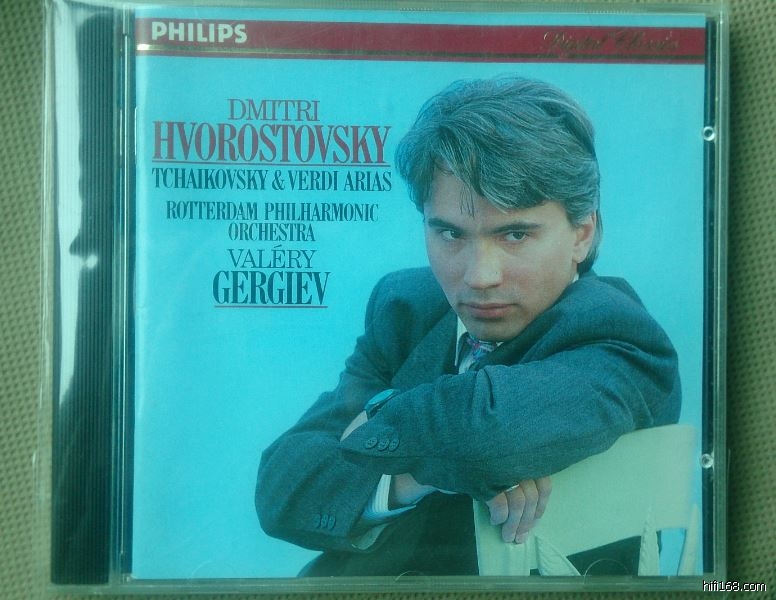 PHILIPS
Digital Classics
DMITRI
HVOROSTOVSKY
TCHAIKOVSKY & VERDI ARIAS
ROTTERDAM PHILHARMONIC
ORCHESTRA
VALÉRY
GERGIEV
hifi168.com